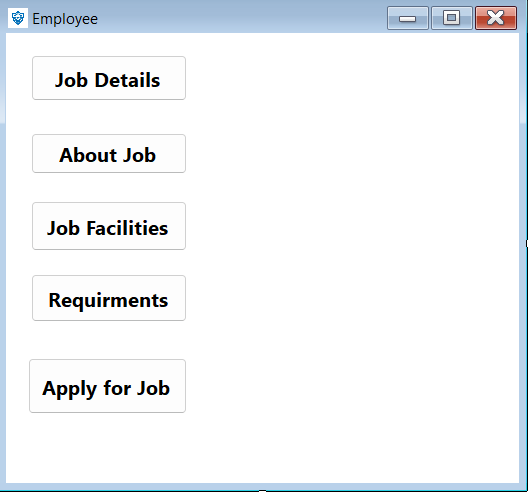 Employee
Job Details
About Job
Job Facilities
Requirments
Apply for Job